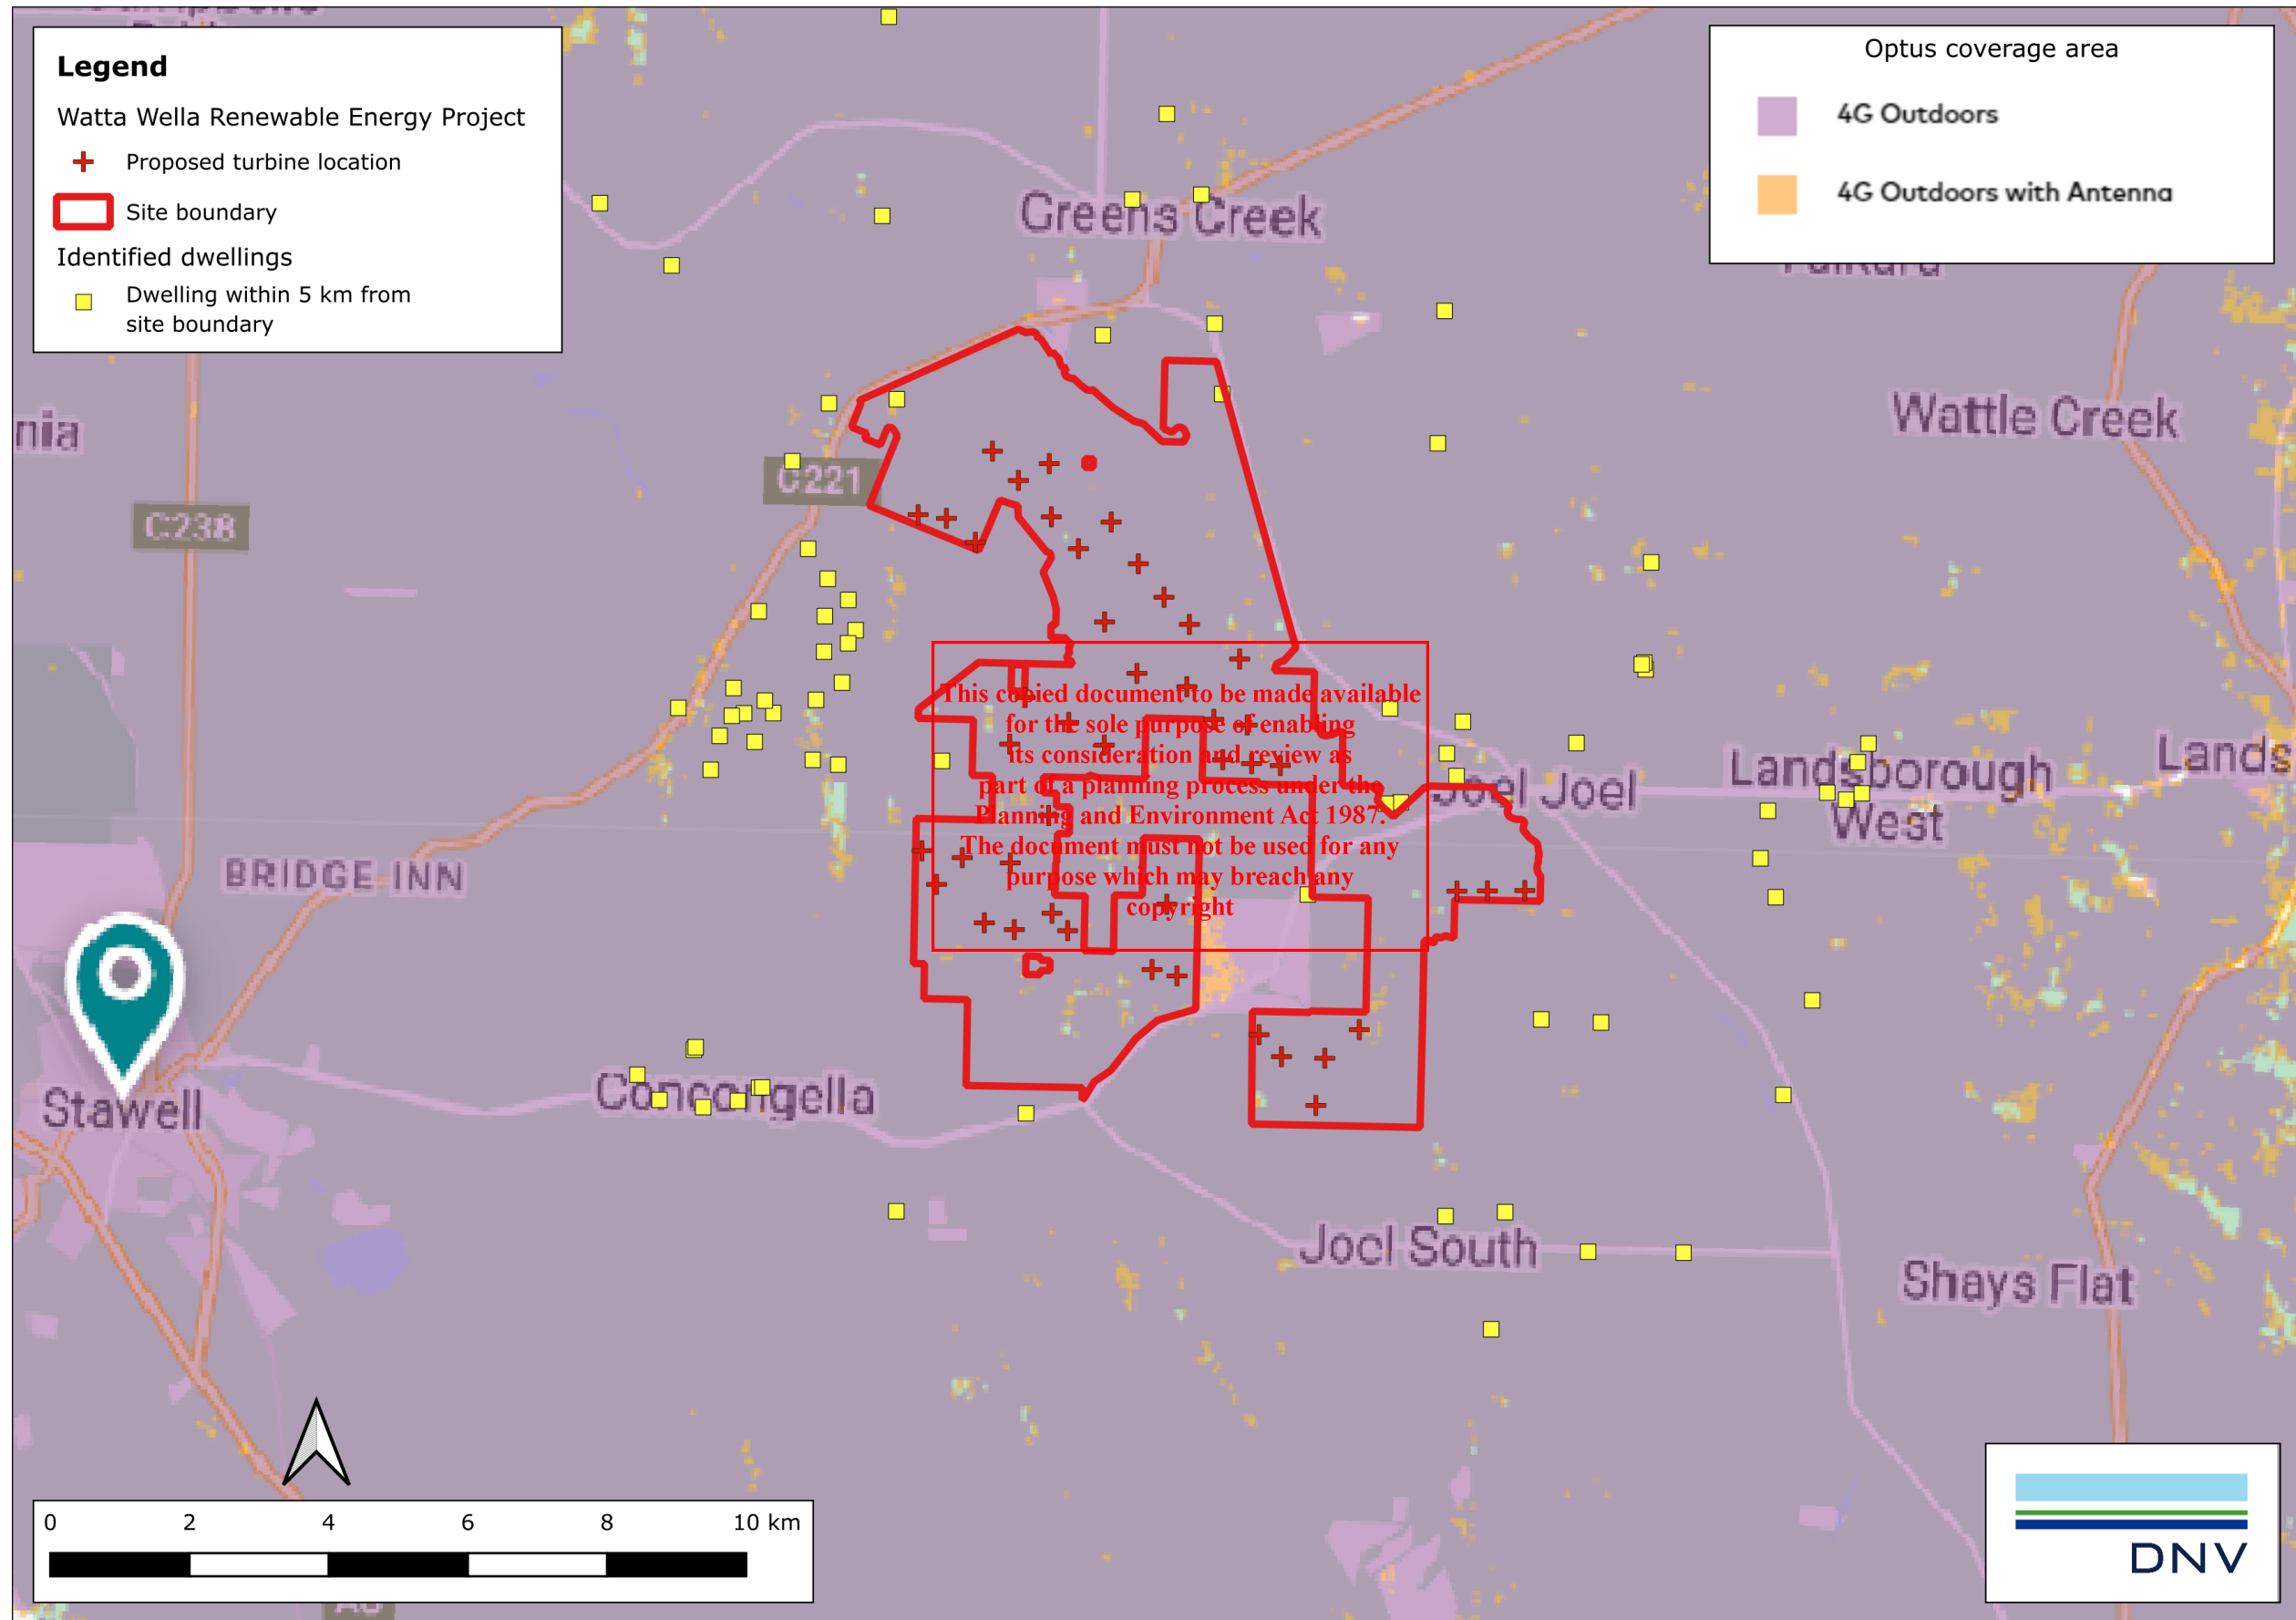 Legend
Watta Wella Renewable Energy Project
Proposed turbine location
Site boundary
Identified dwellings
Dwelling within 5 km from
site boundary
Optus coverage area
4G Outdoors
4G Outdoors with Antenna
Greens Creek
Wattle Creek
nia
C221
C238
This copied document to be made available
for the sole purpose of enabling
its consideration and review as
part of a planning process under the
Planning and Environment Act 1987.
The document must not be used for any
purpose which may breach any
copyright
Joel Joel
Landsborough
West
Lands
BRIDGE INN
Stawell
Concongella
Joel South
Shays Flat
0 2 4 6 8 10 km
DNV